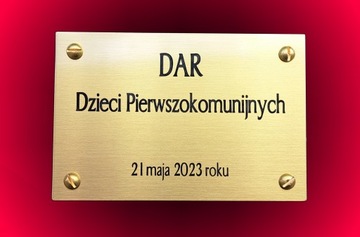 DAR
Dzieci Pierwszokomunijnych
21 maja 2023 roku